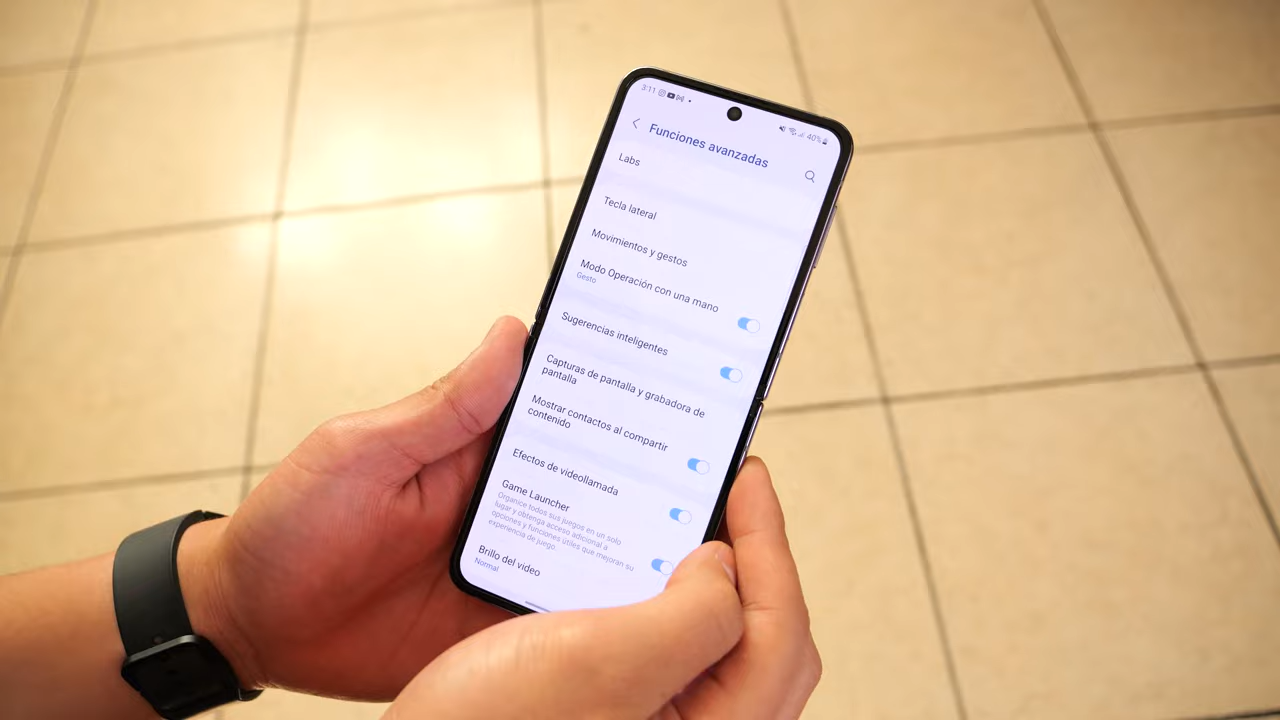 3:11
40%
Funciones avanzadas
Labs
Tecla lateral
Movimientos y gestos
Modo Operación con una mano
Gesto
Sugerencias inteligentes
Capturas de pantalla y grabadora de
pantalla
Mostrar contactos al compartir
contenido
Efectos de videollamada
Game Launcher
Organice todos sus juegos en un solo
lugar y obtenga acceso adicional a
opciones y funciones útiles que mejoran su
experiencia de juego.
Brillo del video
Normal